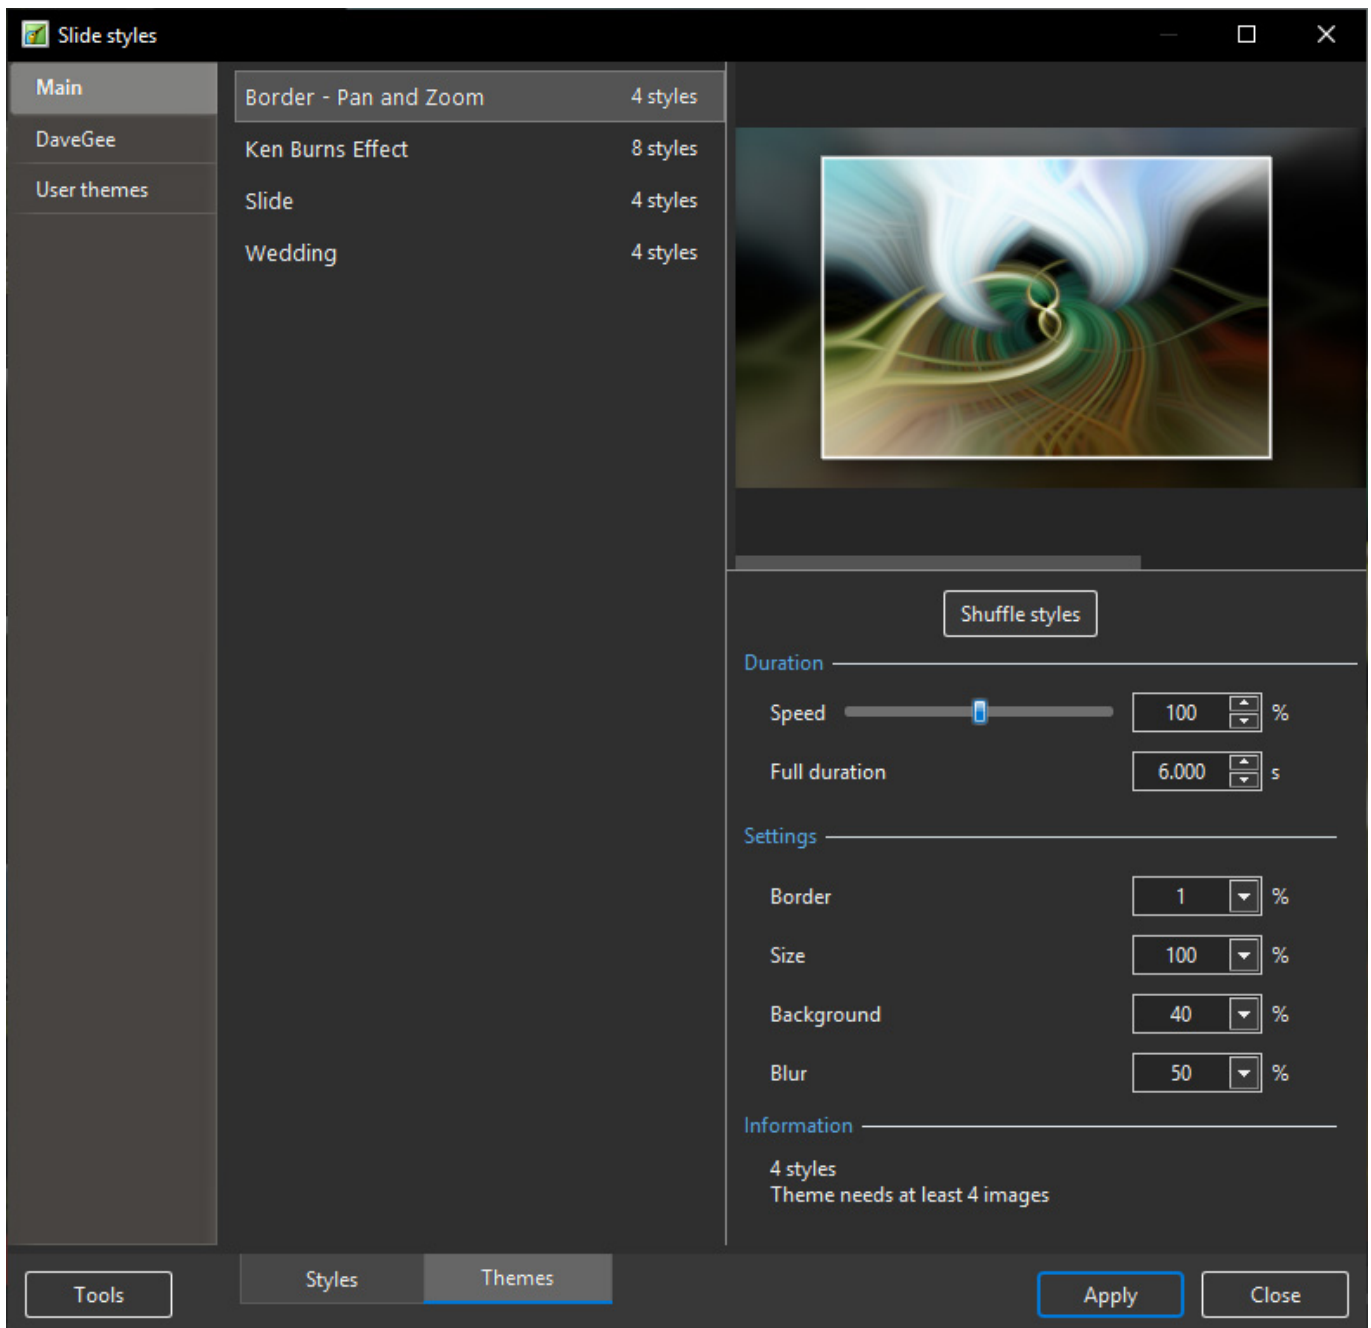 Slide styles
Main
DaveGee
User themes
Border - Pan and Zoom 4 styles
Ken Burns Effect 8 styles
Slide 4 styles
Wedding 4 styles
Shuffle styles
Duration
Speed 100 %
Full duration 6.000 s
Settings
Border 1 %
Size 100 %
Background 40 %
Blur 50 %
Information
4 styles
Theme needs at least 4 images
Tools
Styles
Themes
Apply
Close